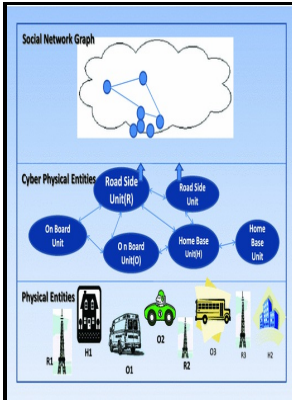 Social Network Graph
Cyber Physical Entities
Road Side
Unit(R)
Road Side
Unit
On Board
Unit
O n Board
Unit(O)
Home Base
Unit(H)
Home
Base
Unit
Physical Entities
R1
H1
O1
O2
R2
O3
R3
H2